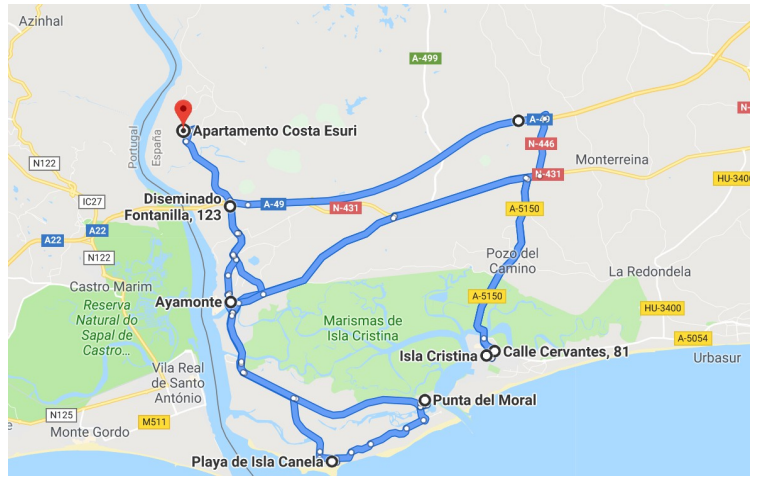 Azinhal
A-499
A-49
N-
N-446
Apartamento Costa Esuri
Portugal
España
N122
Monterreina
N-431
HU-3400
Diseminado
Fontanilla, 123
IC27
A-49
N-431
A-5150
A22
A22
N122
Pozo del
Camino
La Redondela
Castro Marim
Ayamonte
A-5150
Reserva
Natural do
Sapal de
Castro...
HU-3400
Marismas de
Isla Cristina
A-5054
Isla Cristina
Calle Cervantes, 81
Urbasur
Vila Real
de Santo
António
Punta del Moral
N125
M511
e
Monte Gordo
Playa de Isla Canela